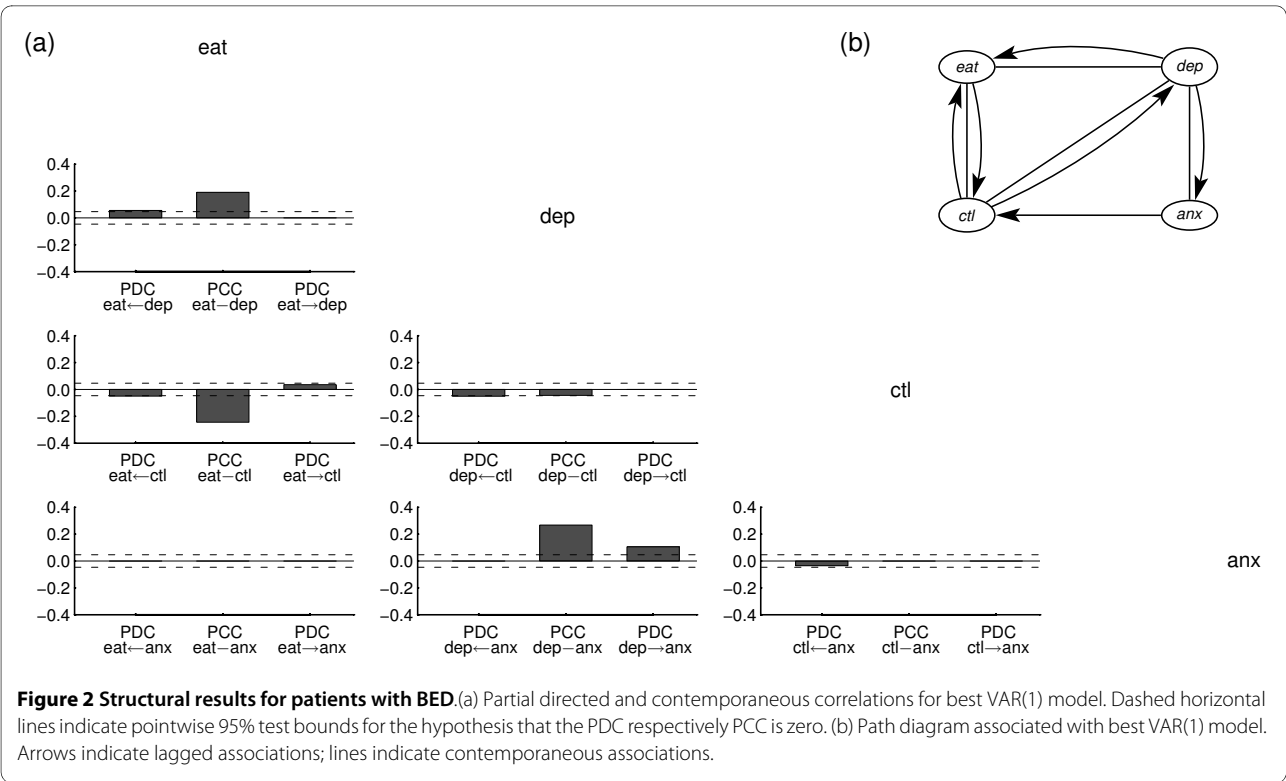 (a)
eat
0.4
0.2
0.0
−0.2
−0.4
PDC PCC PDC
eat←dep eat−dep eat→dep
dep
0.4
0.2
0.0
−0.2
−0.4
PDC PCC PDC
eat←ctl eat−ctl eat→ctl
0.4
0.2
0.0
−0.2
−0.4
PDC PCC PDC
dep←ctl dep−ctl dep→ctl
ctl
0.4
0.2
0.0
−0.2
−0.4
PDC PCC PDC
eat←anx eat−anx eat→anx
0.4
0.2
0.0
−0.2
−0.4
PDC PCC PDC
dep←anx dep−anx dep→anx
0.4
0.2
0.0
−0.2
−0.4
PDC PCC PDC
ctl←anx ctl−anx ctl→anx
anx
(b)
eat dep
ctl anx
Figure 2 Structural results for patients with BED.(a) Partial directed and contemporaneous correlations for best VAR(1) model. Dashed horizontal
lines indicate pointwise 95% test bounds for the hypothesis that the PDC respectively PCC is zero. (b) Path diagram associated with best VAR(1) model.
Arrows indicate lagged associations; lines indicate contemporaneous associations.